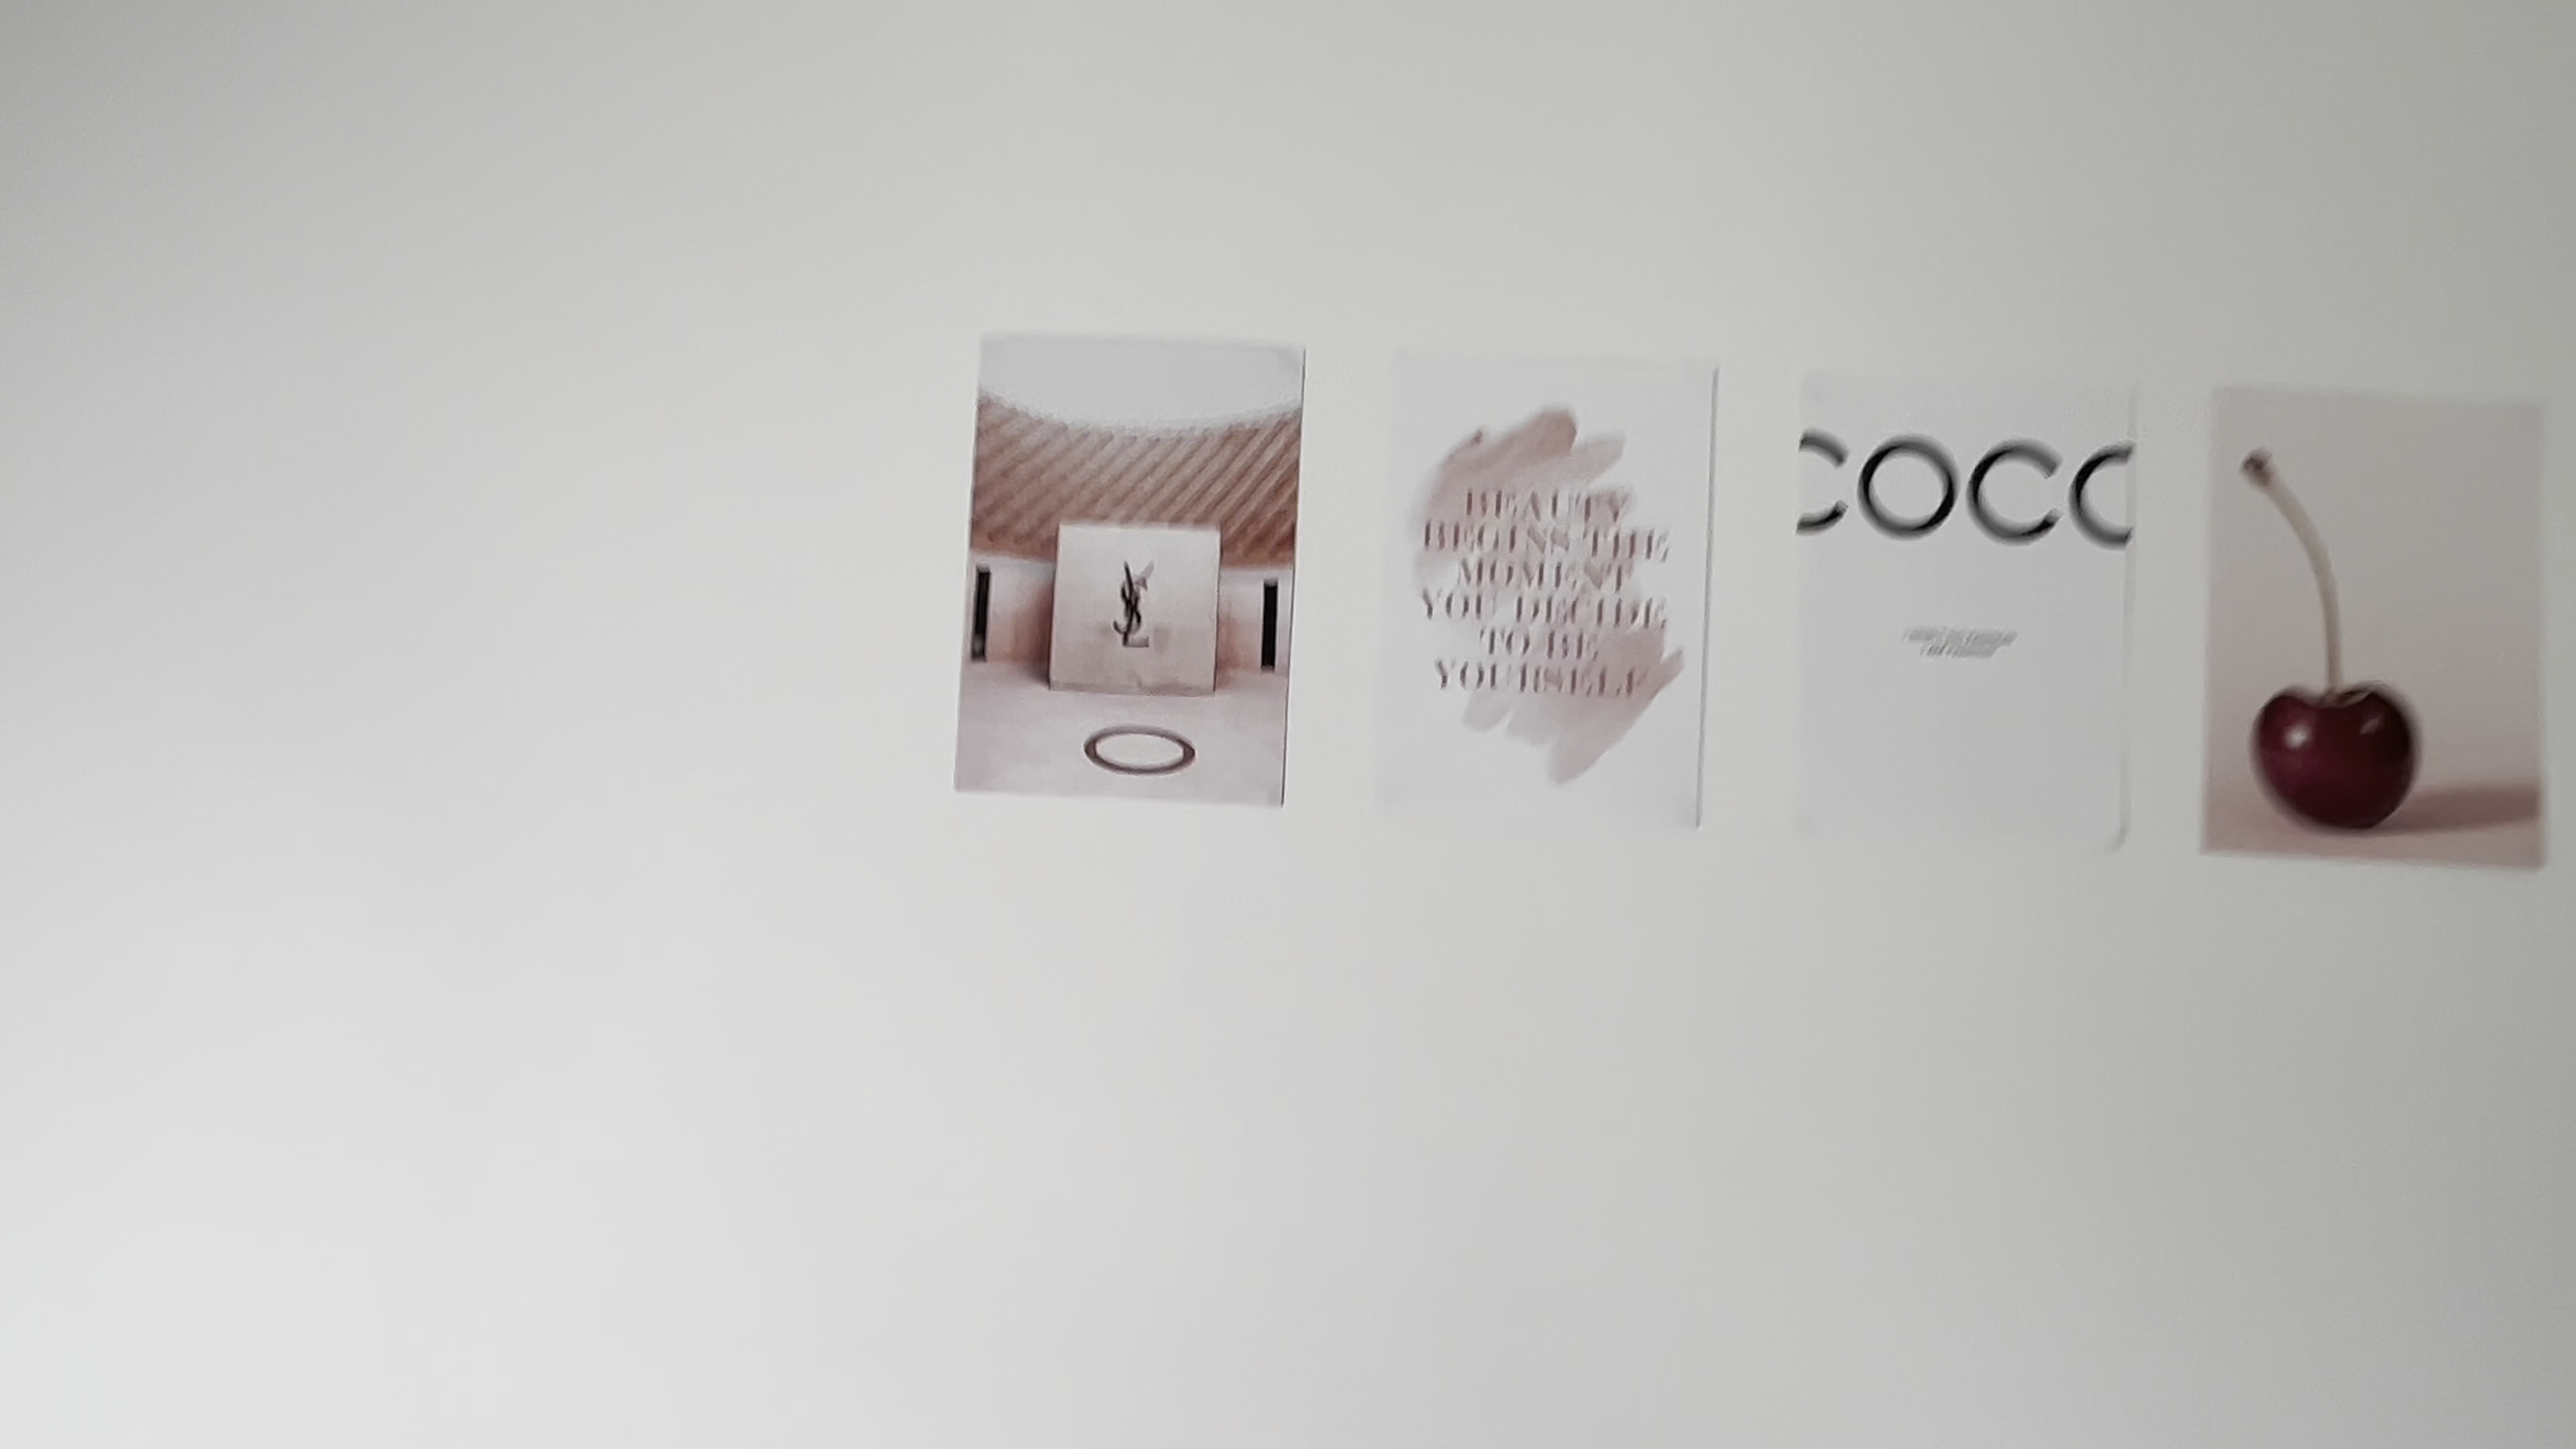 YSL
BEAUTY
BEGINS THE
MOMENT
YOU DECIDE
TO BE
YOURSELF
COCO